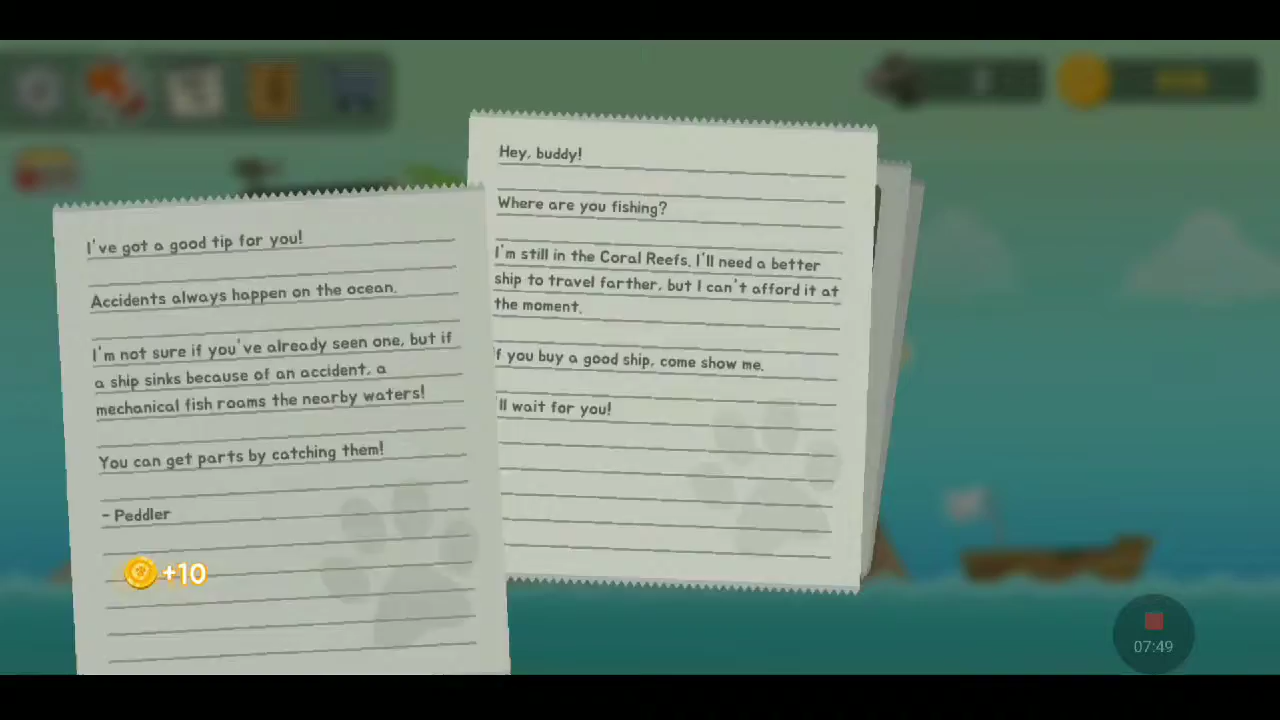 I've got a good tip for you!
Accidents always happen on the ocean.
I'm not sure if you've already seen one, but if
a ship sinks because of an accident, a
mechanical fish roams the nearby waters!
You can get parts by catching them!
- Peddler
+10
Hey, buddy!
Where are you fishing?
I'm still in the Coral Reefs. I'll need a better
ship to travel farther, but I can't afford it at
the moment.
f you buy a good ship, come show me.
'll wait for you!
07:49